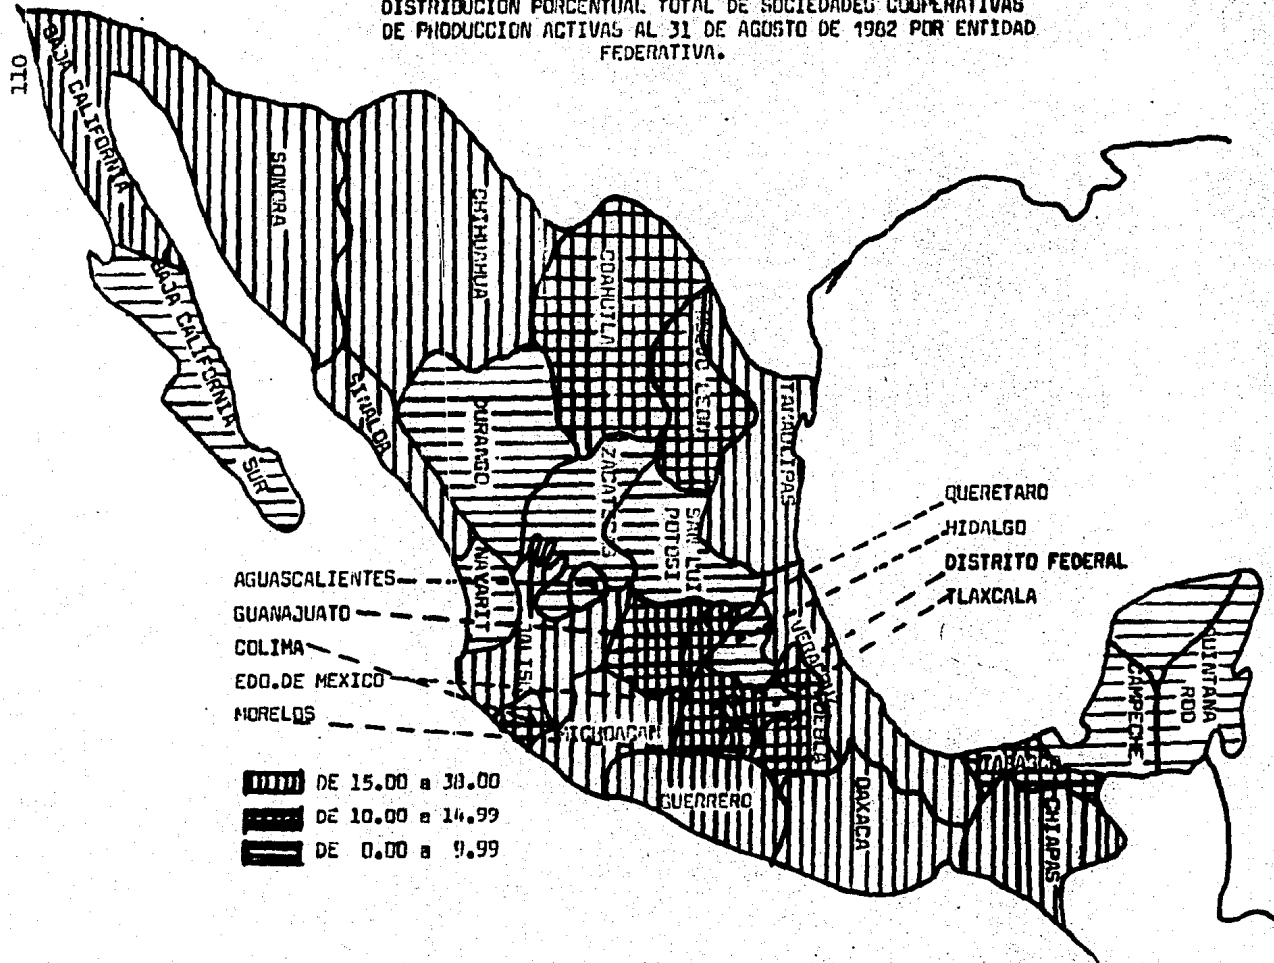 DISTRIBUCION PORCENTUAL TOTAL DE SOCIEDADES COOPERATIVAS
DE PRODUCCION ACTIVAS AL 31 DE AGOSTO DE 1982 POR ENTIDAD
FEDERATIVA.
110
BAJA CALIFORNIA
SONORA
CHIHUAHUA
COAHUILA
BAJA CALIFORNIA SUR
SINALOA
DURANGO
LEON
TAMAULIPAS
ZACATECAS
SAN LUI
POTOSI
QUERETARO
HIDALGO
DISTRITO FEDERAL
TLAXCALA
NAYARIT
AGUASCALIENTES
GUANAJUATO
COLIMA
EDO.DE MEXICO
MORELOS
MICHOACAN
GUERRERO
OAXACA
TABASCO
CHIAPAS
CAMPECHE
QUINTANA
ROO
DE 15.00 a 30.00
DE 10.00 a 14.99
DE 0.00 a 9.99